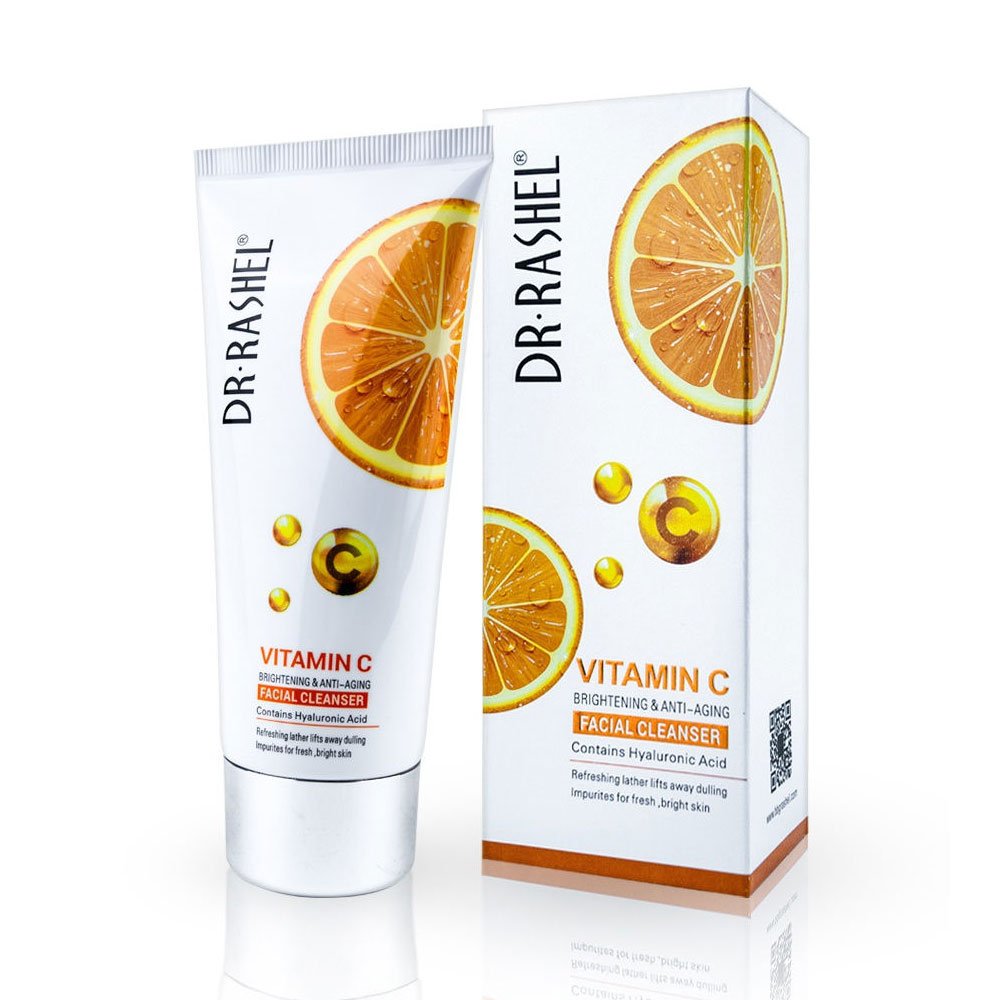 DR·RASHEL®
C
VITAMIN C
BRIGHTENING & ANTI-AGING
FACIAL CLEANSER
Contains Hyaluronic Acid
Refreshing lather lifts away dulling
Impurites for fresh ,bright skin
DR·RASHEL®
C
VITAMIN C
BRIGHTENING & ANTI-AGING
FACIAL CLEANSER
Contains Hyaluronic Acid
Refreshing lather lifts away dulling
Impurites for fresh ,bright skin